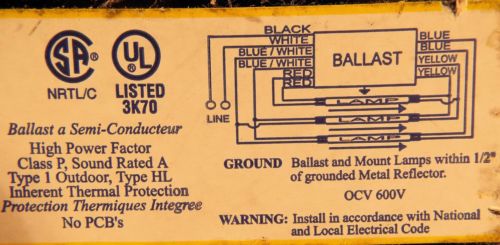 SA
NRTL/C
UL
LISTED
3K70
Ballast a Semi-Conducteur
High Power Factor
Class P, Sound Rated A
Type 1 Outdoor, Type HL
Inherent Thermal Protection
Protection Thermiques Integree
No PCB's
BLACK
WHITE
BLUE/WHITE
BLUE/WHITE
RED
RED
BALLAST
BLUE
BLUE
YELLOW
YELLOW
LINE
LAMP
LAMP
LAMP
GROUND Ballast and Mount Lamps within 1/2"
of grounded Metal Reflector.
OCV 600V
WARNING: Install in accordance with National
and Local Electrical Code